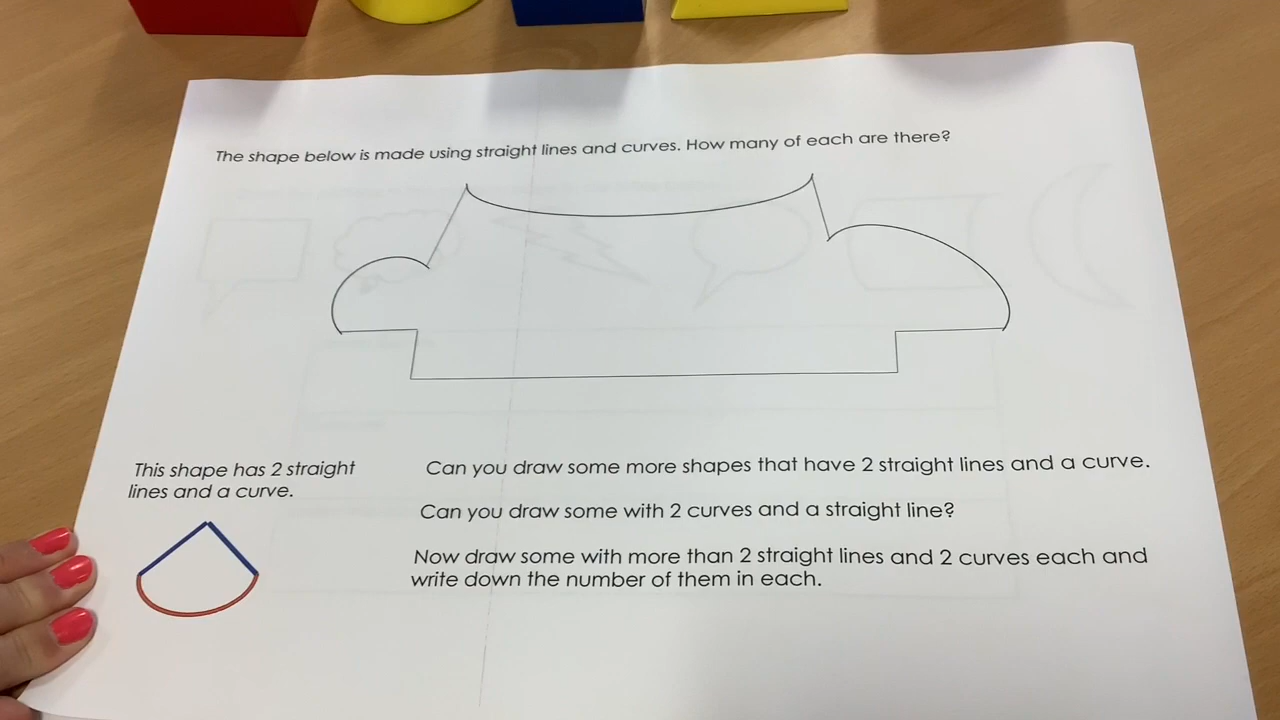 The shape below is made using straight lines and curves. How many of each are there?
This shape has 2 straight
lines and a curve.
Can you draw some more shapes that have 2 straight lines and a curve.
Can you draw some with 2 curves and a straight line?
Now draw some with more than 2 straight lines and 2 curves each and
write down the number of them in each.